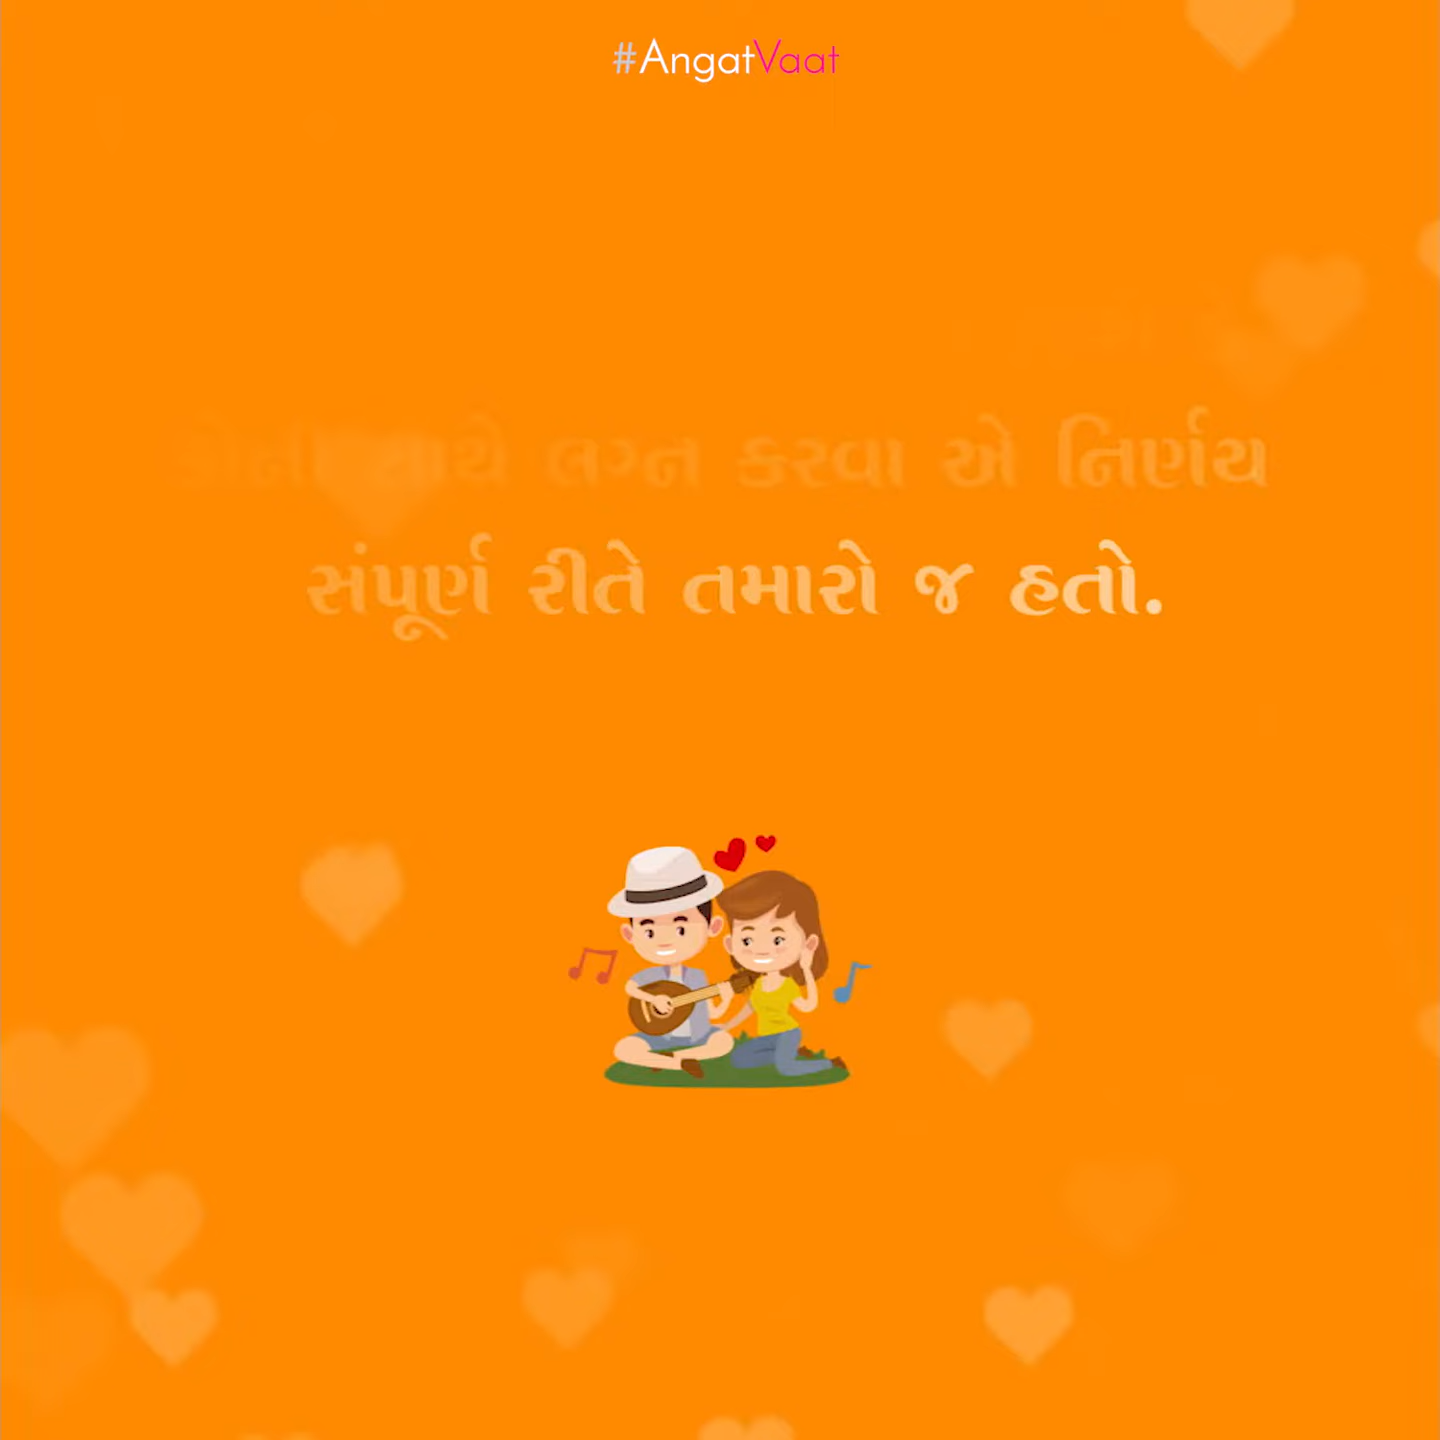 #AngatVaat
કોની સાથે લગ્ન કરવા એ નિર્ણય
સંપૂર્ણ રીતે તમારો જ હતો.